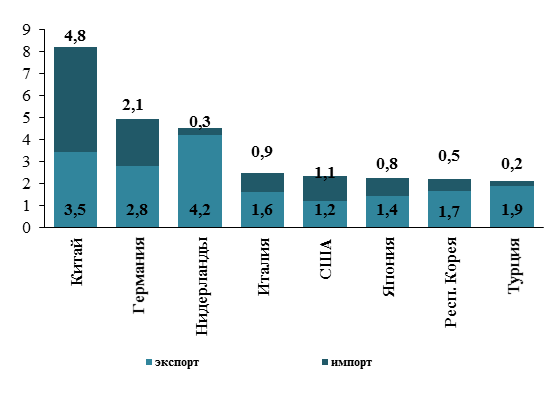 9
8
7
6
5
4
3
2
1
0
4,8
2,1
0,3
0,9
1,1
0,8
0,5
0,2
3,5
2,8
4,2
1,6
1,2
1,4
1,7
1,9
Китай
Германия
Нидерланды
Италия
США
Япония
Респ. Корея
Турция
экспорт
импорт